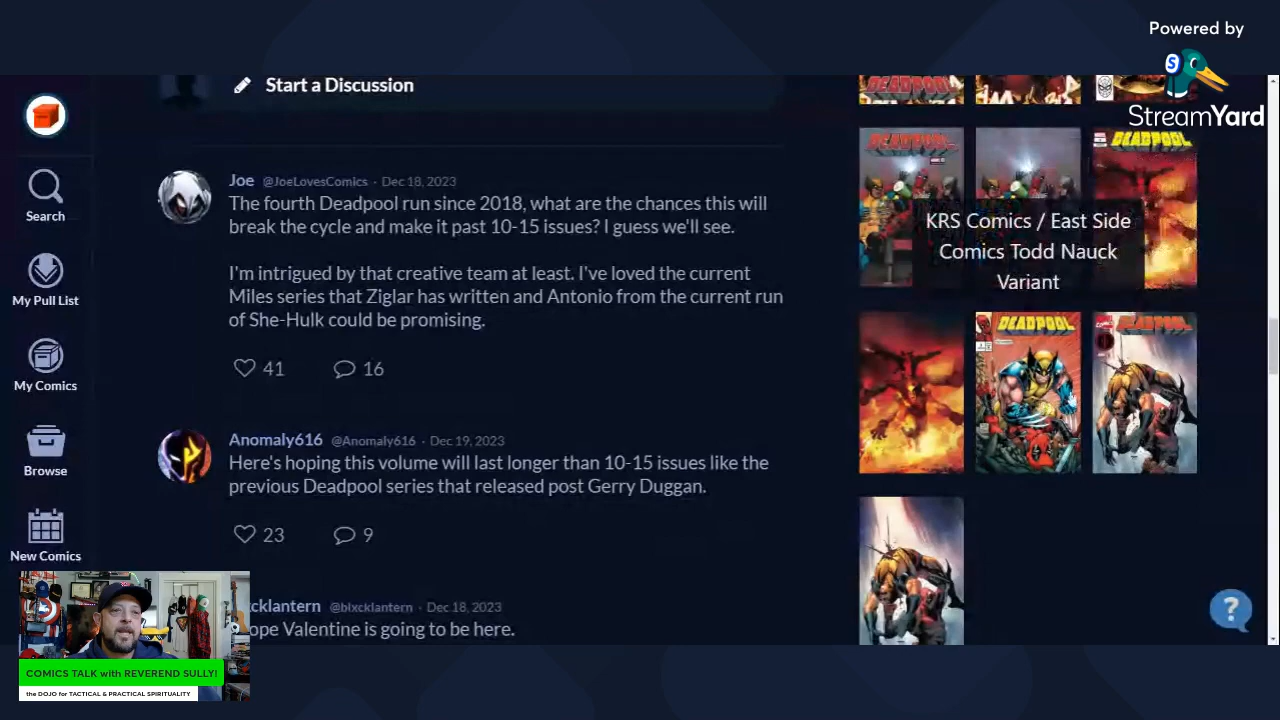 Powered by
StreamYard
Start a Discussion
Search
My Pull List
My Comics
Browse
New Comics
Joe @JoeLovesComics · Dec 18, 2023
The fourth Deadpool run since 2018, what are the chances this will
break the cycle and make it past 10-15 issues? I guess we'll see.
I'm intrigued by that creative team at least. I've loved the current
Miles series that Ziglar has written and Antonio from the current run
of She-Hulk could be promising.
41 16
Anomaly616 @Anomaly616 · Dec 19, 2023
Here's hoping this volume will last longer than 10-15 issues like the
previous Deadpool series that released post Gerry Duggan.
23 9
@blxcklantern · Dec 18, 2023
Valentine is going to be here.
DEADPOOL
DEADPOOL
DEADPOOL
KRS Comics / East Side
Comics Todd Nauck
Variant
DEADPOOL
DEADPOOL
?
COMICS TALK with REVEREND SULLY!
the DOJO for TACTICAL & PRACTICAL SPIRITUALITY